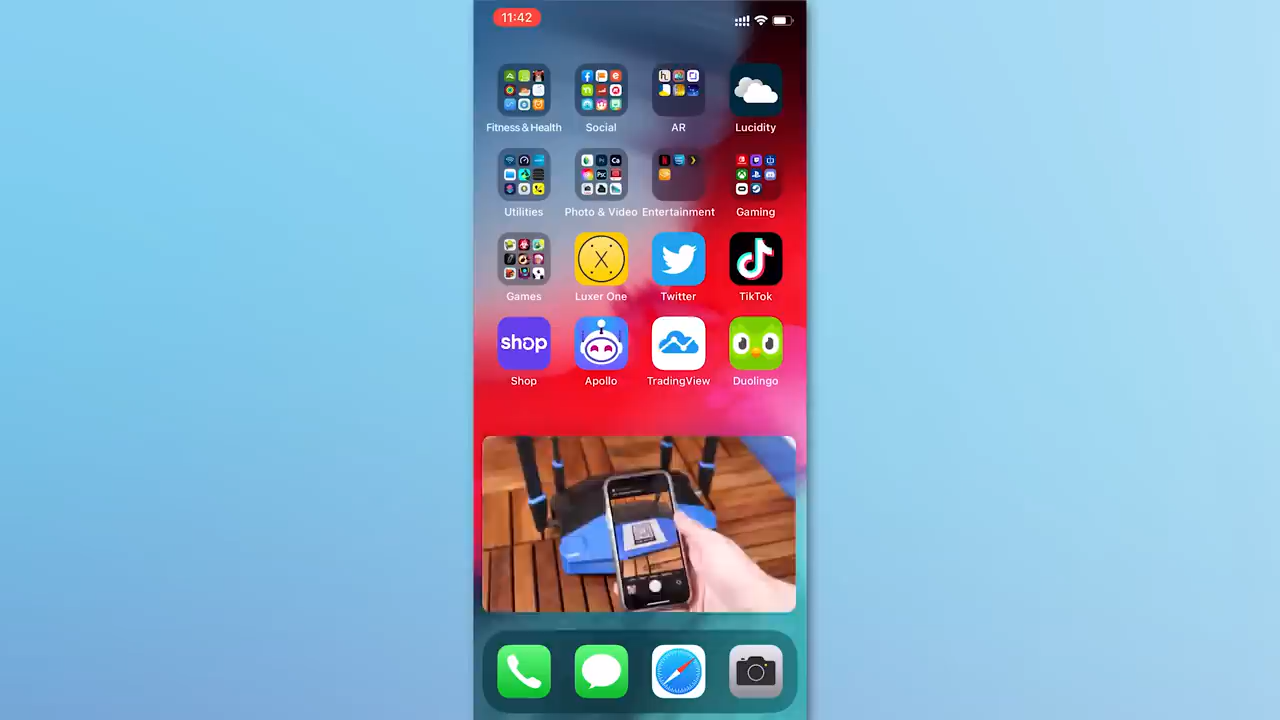 11:42
Fitness & Health Social AR Lucidity
Utilities Photo & Video Entertainment Gaming
Games Luxer One Twitter TikTok
shop
Shop Apollo TradingView Duolingo